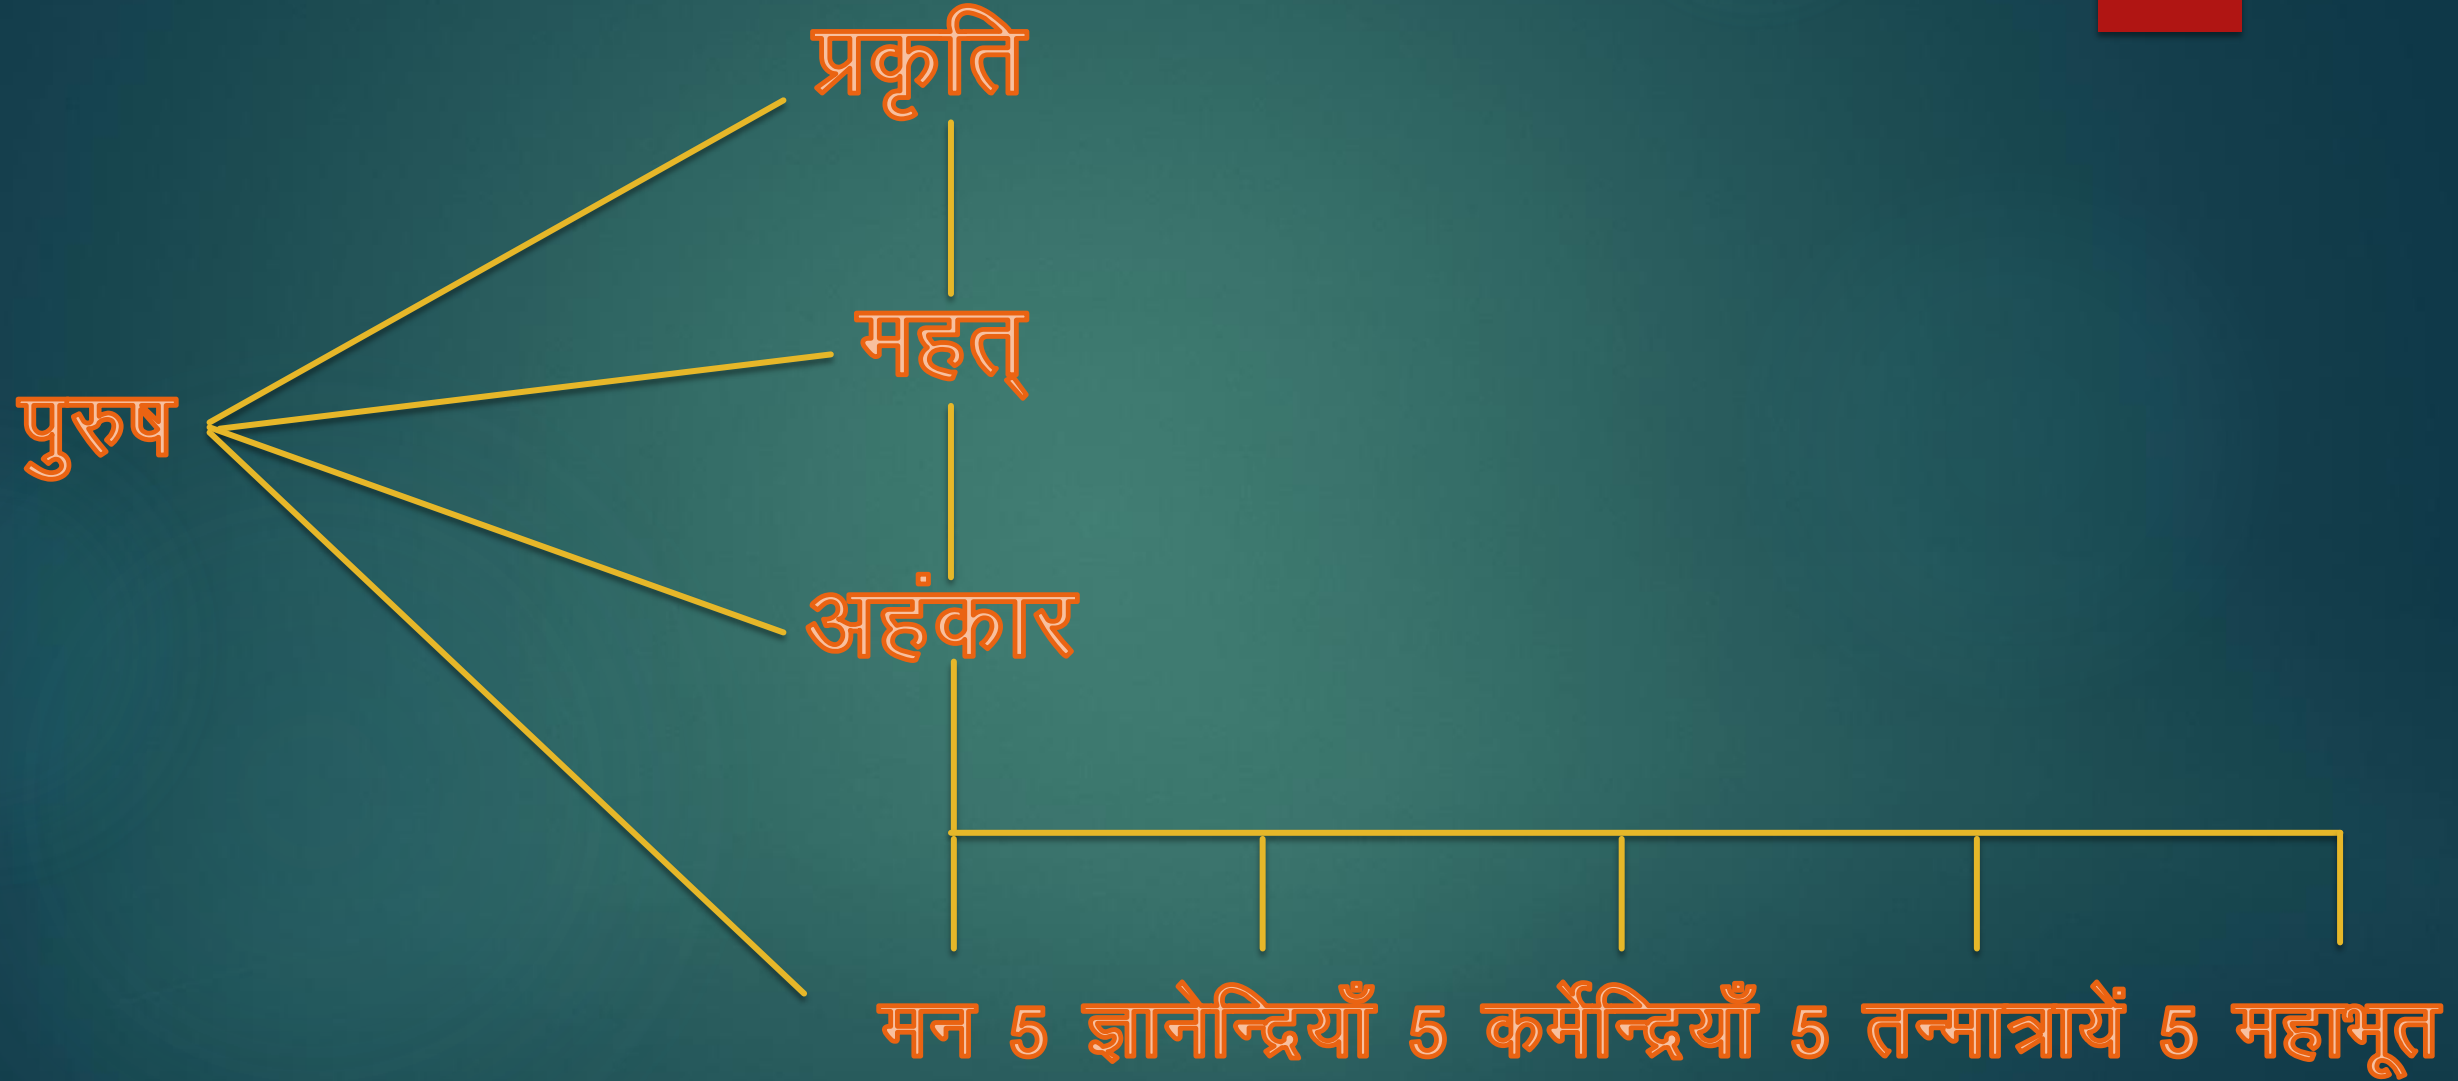 प्रकृति
महत्
पुरुष
अहंकार
मन 5 ज्ञानेन्द्रियाँ 5 कर्मेन्द्रियाँ 5 तन्मात्रायें 5 महाभूत